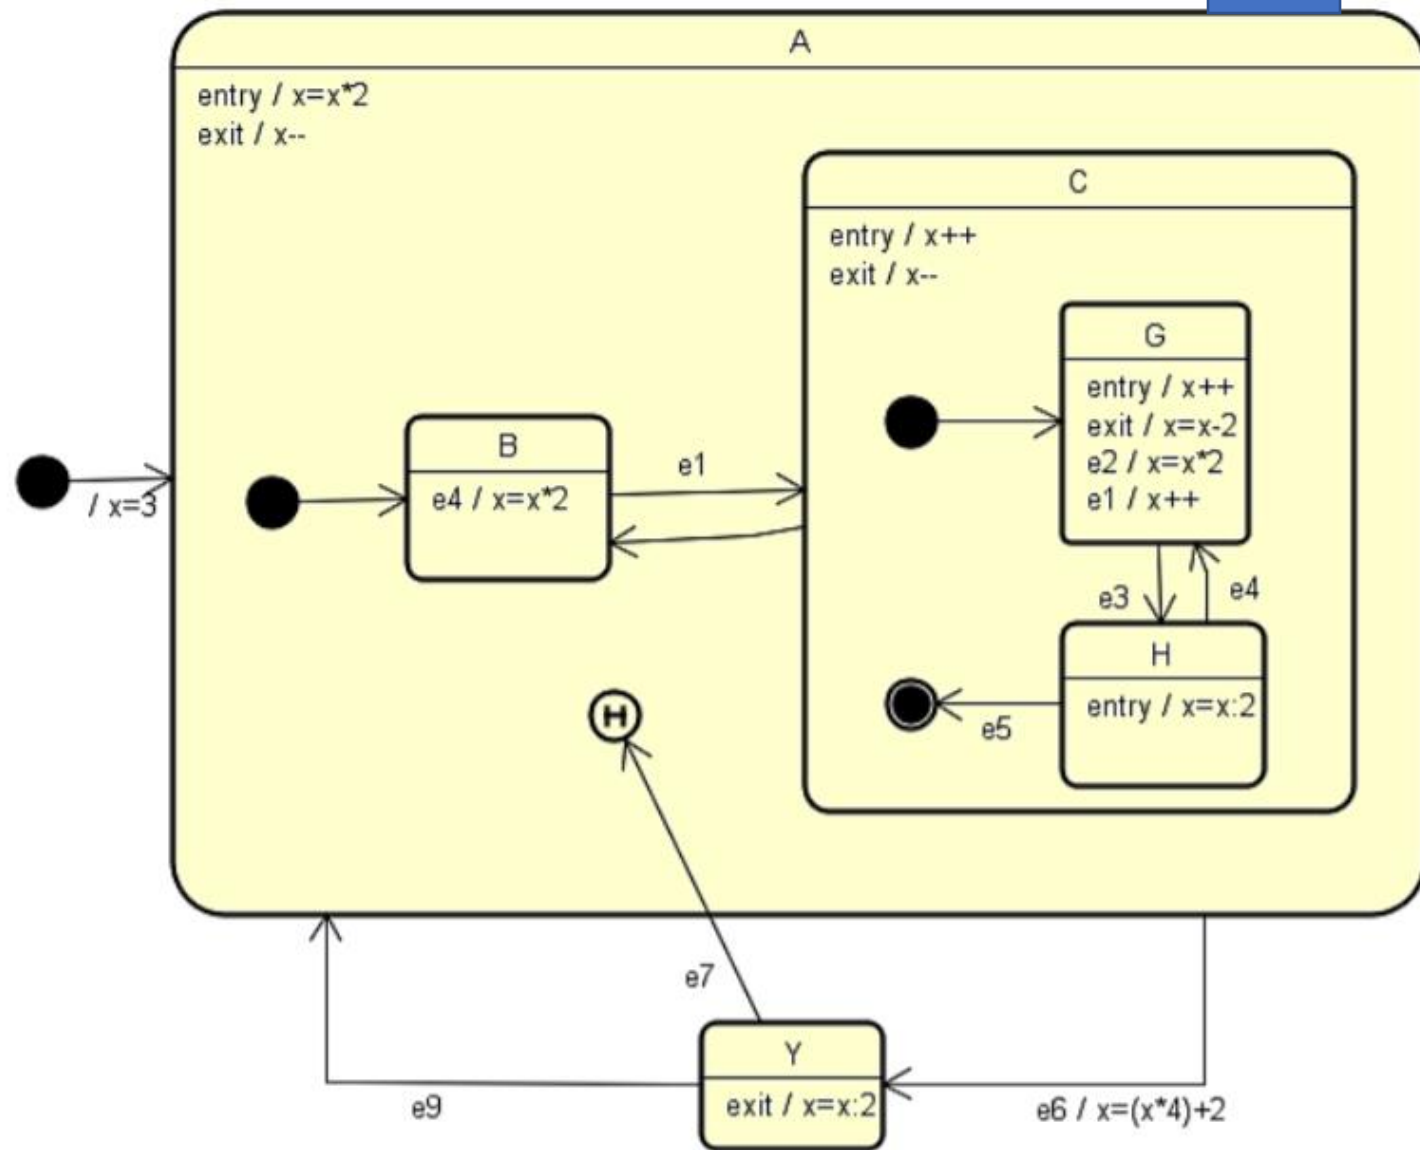 A
entry / x=x*2
exit / x--
C
entry / x++
exit / x--
G
entry / x++
exit / x=x-2
e2 / x=x*2
e1 / x++
B
e4 / x=x*2
e1
/ x=3
e3
e4
H
entry / x=x:2
e5
H
e7
Y
exit / x=x:2
e9
e6 / x=(x*4)+2